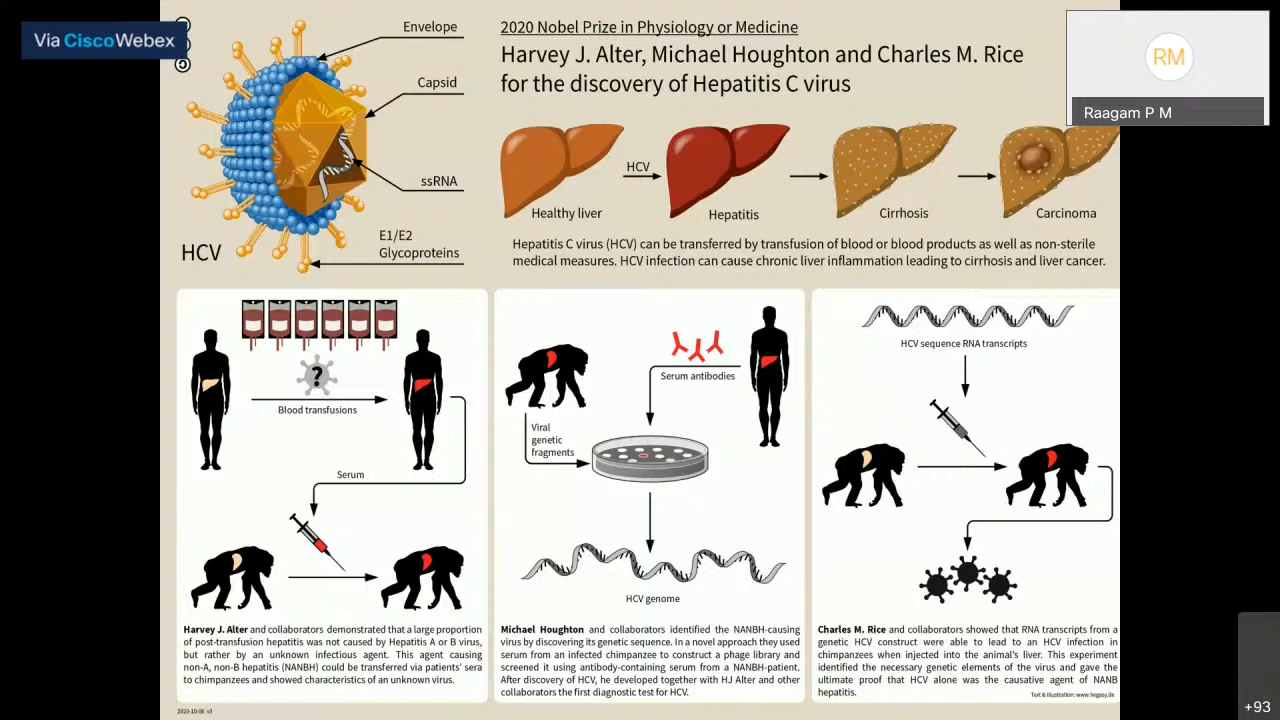 Via Cisco Webex
Envelope
Capsid
ssRNA
E1/E2
Glycoproteins
HCV
2020 Nobel Prize in Physiology or Medicine
Harvey J. Alter, Michael Houghton and Charles M. Rice
for the discovery of Hepatitis C virus
RM
Raagam P M
HCV
Healthy liver
Hepatitis
Cirrhosis
Carcinoma
Hepatitis C virus (HCV) can be transferred by transfusion of blood or blood products as well as non-sterile
medical measures. HCV infection can cause chronic liver inflammation leading to cirrhosis and liver cancer.
?
Blood transfusions
Serum
Harvey J. Alter and collaborators demonstrated that a large proportion
of post-transfusion hepatitis was not caused by Hepatitis A or B virus,
but rather by an unknown infectious agent. This agent causing
non-A, non-B hepatitis (NANBH) could be transferred via patients' sera
to chimpanzees and showed characteristics of an unknown virus.
Serum antibodies
Viral
genetic
fragments
HCV genome
Michael Houghton and collaborators identified the NANBH-causing
virus by discovering its genetic sequence. In a novel approach they used
serum from an infected chimpanzee to construct a phage library and
screened it using antibody-containing serum from a NANBH-patient.
After discovery of HCV, he developed together with HJ Alter and other
collaborators the first diagnostic test for HCV.
HCV sequence RNA transcripts
Charles M. Rice and collaborators showed that RNA transcripts from a
genetic HCV construct were able to lead to an HCV infection in
chimpanzees when injected into the animal's liver. This experiment
identified the necessary genetic elements of the virus and gave the
ultimate proof that HCV alone was the causative agent of NANB
hepatitis.
Text & Illustration: www.hegasy.de
2020-10-06 v3
+93